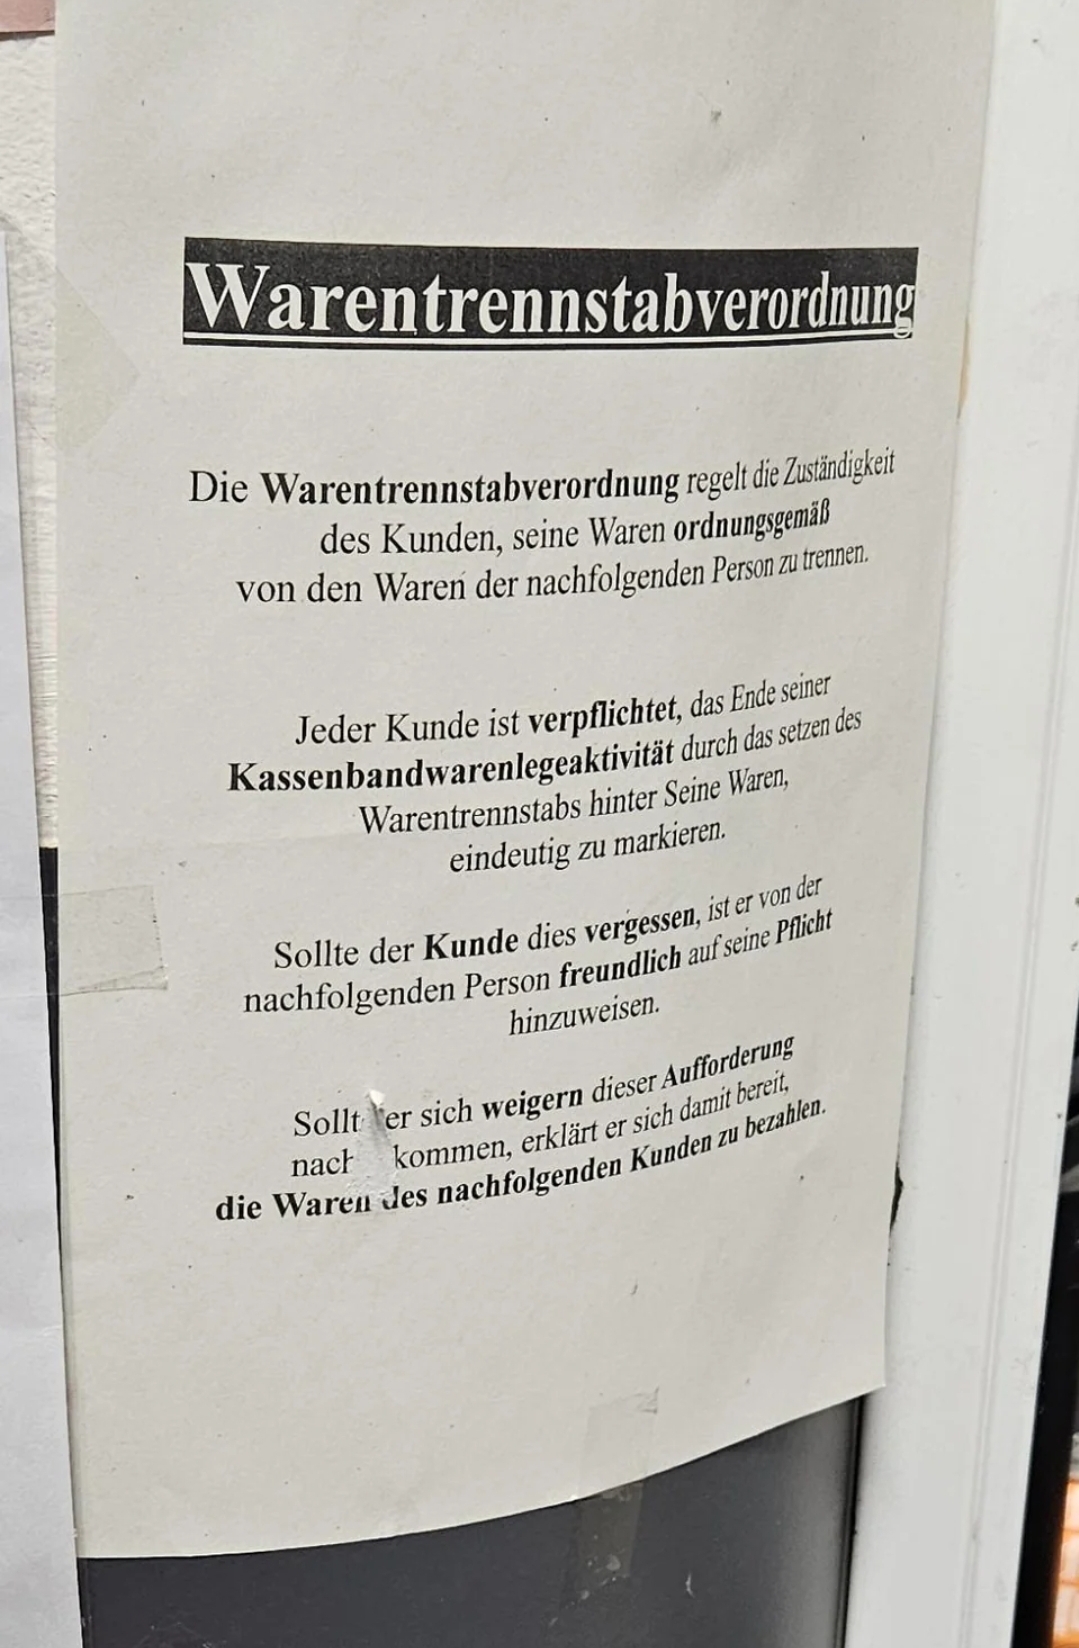 Warentrennstabverordnung
Die Warentrennstabverordnung regelt die Zuständigkeit
des Kunden, seine Waren ordnungsgemäß
von den Waren der nachfolgenden Person zu trennen.
Jeder Kunde ist verpflichtet, das Ende seiner
Kassenbandwarenlegeaktivität durch das setzen des
Warentrennstabs hinter Seine Waren,
eindeutig zu markieren.
Sollte der Kunde dies vergessen, ist er von der
nachfolgenden Person freundlich auf seine Pflicht
hinzuweisen.
Sollt er sich weigern dieser Aufforderung
nach kommen, erklärt er sich damit bereit,
die Waren des nachfolgenden Kunden zu bezahlen.